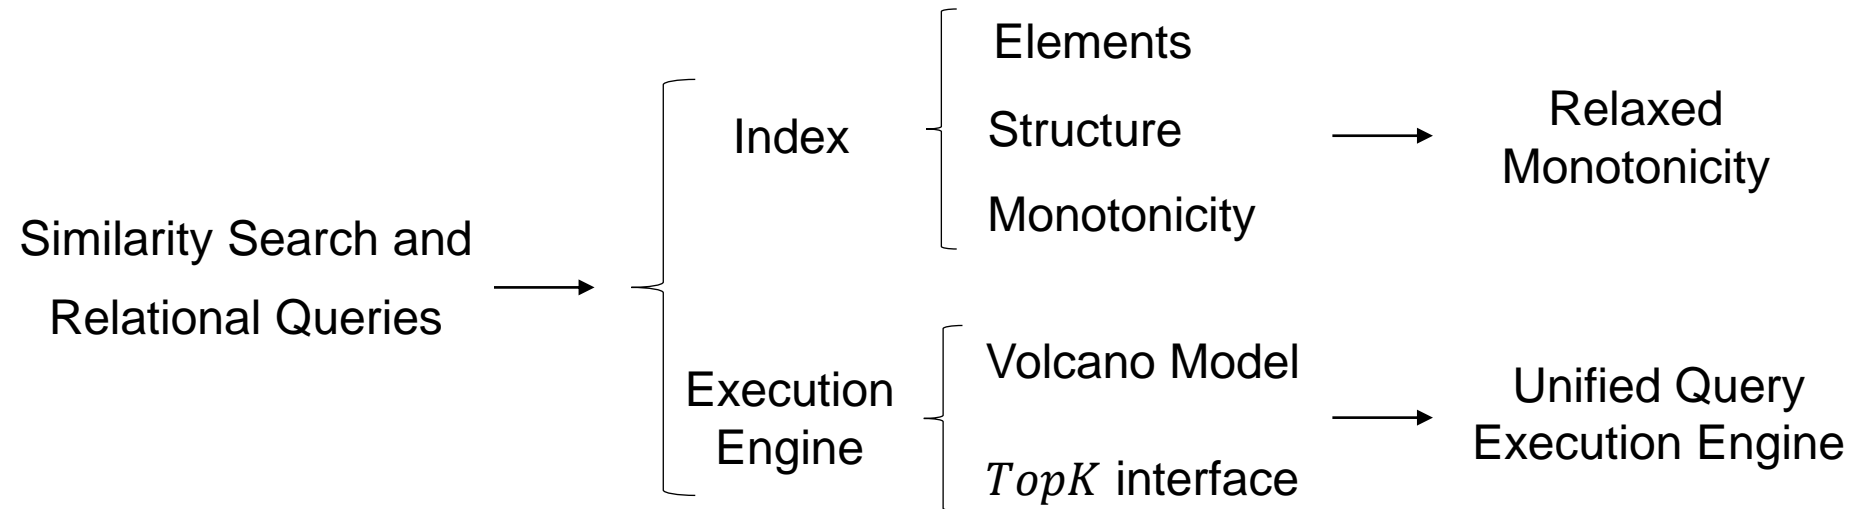 Similarity Search and
Relational Queries
Index
Elements
Structure
Monotonicity
Relaxed
Monotonicity
Execution
Engine
Volcano Model
TopK interface
Unified Query
Execution Engine